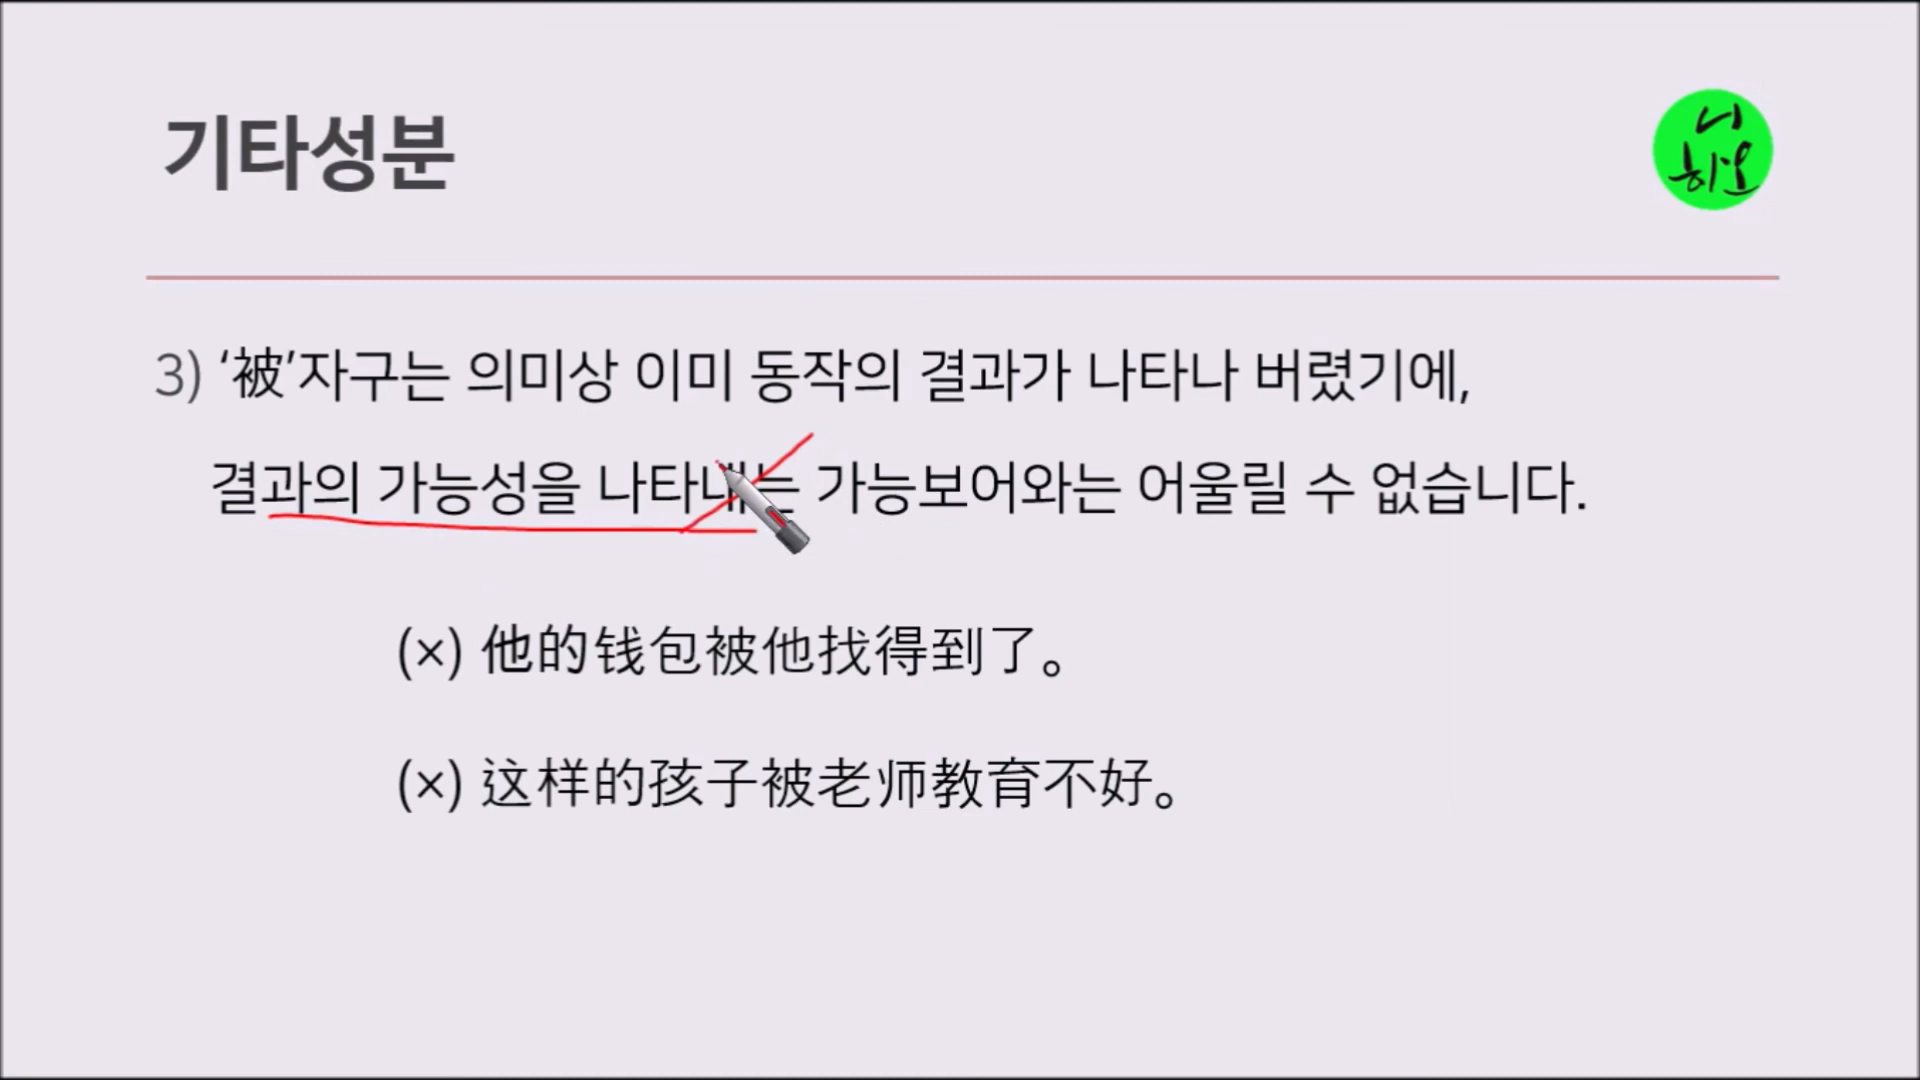 기타성분
니
하오
3) ‘被’자구는 의미상 이미 동작의 결과가 나타나 버렸기에,
결과의 가능성을 나타내는 가능보어와는 어울릴 수 없습니다.
(×) 他的钱包被他找得到了。
(×) 这样的孩子被老师教育不好。